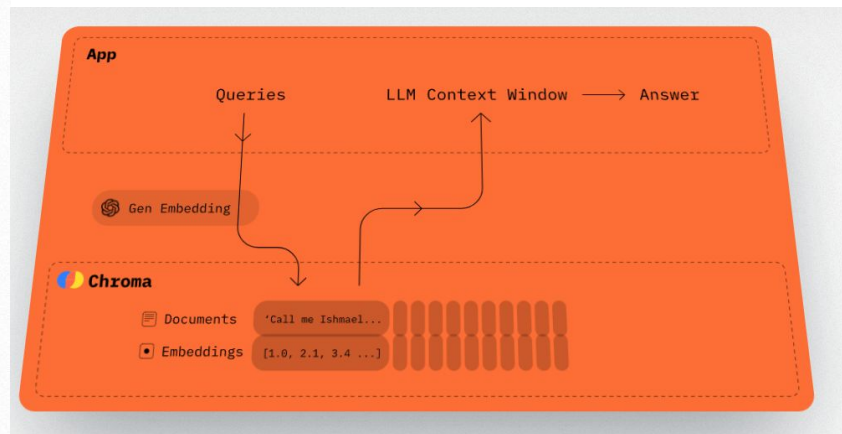 App
Queries
LLM Context Window
Answer
Gen Embedding
Chroma
Documents
‘Call me Ishmael...
Embeddings
[1.0, 2.1, 3.4 ...]